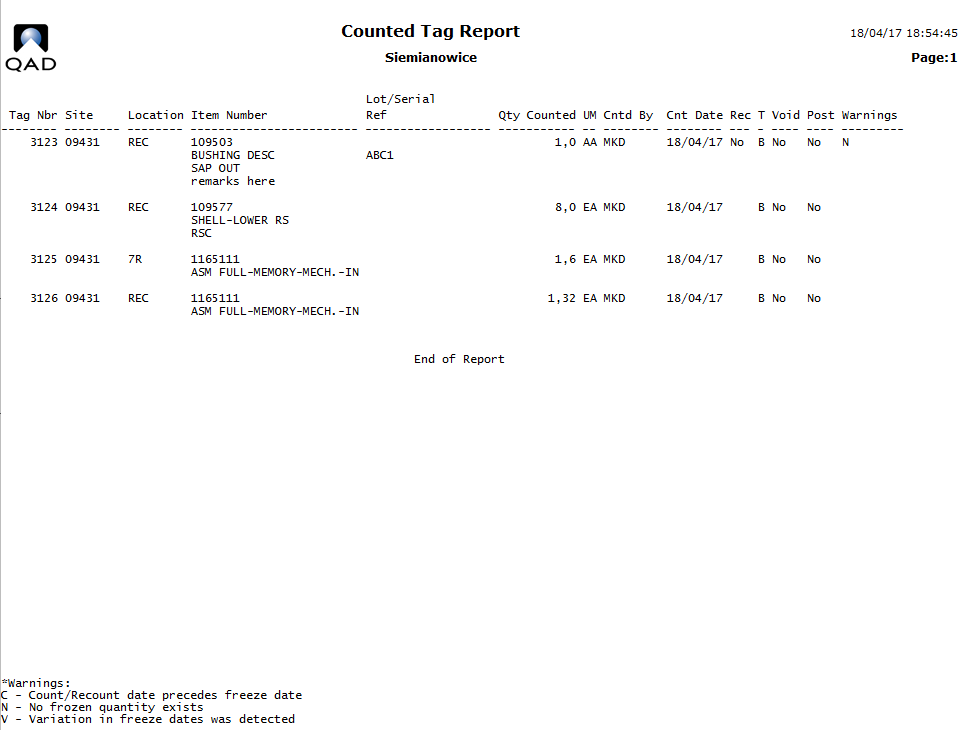 QAD
Counted Tag Report
18/04/17 18:54:45
Siemianowice
Page:1
Lot/Serial
Tag Nbr Site Location Item Number Ref Qty Counted UM Cntd By Cnt Date Rec T Void Post Warnings
-------- -------- -------- ------------------------ ------------------ ----------- -- -------- -------- --- - ---- ---- ---------
3123 09431 REC 109503 1,0 AA MKD 18/04/17 No B No No N
BUSHING DESC ABC1
SAP OUT
remarks here
3124 09431 REC 109577 8,0 EA MKD 18/04/17 B No No
SHELL-LOWER RS
RSC
3125 09431 7R 1165111 1,6 EA MKD 18/04/17 B No No
ASM FULL-MEMORY-MECH.-IN
3126 09431 REC 1165111 1,32 EA MKD 18/04/17 B No No
ASM FULL-MEMORY-MECH.-IN
End of Report
*Warnings:
C - Count/Recount date precedes freeze date
N - No frozen quantity exists
V - Variation in freeze dates was detected